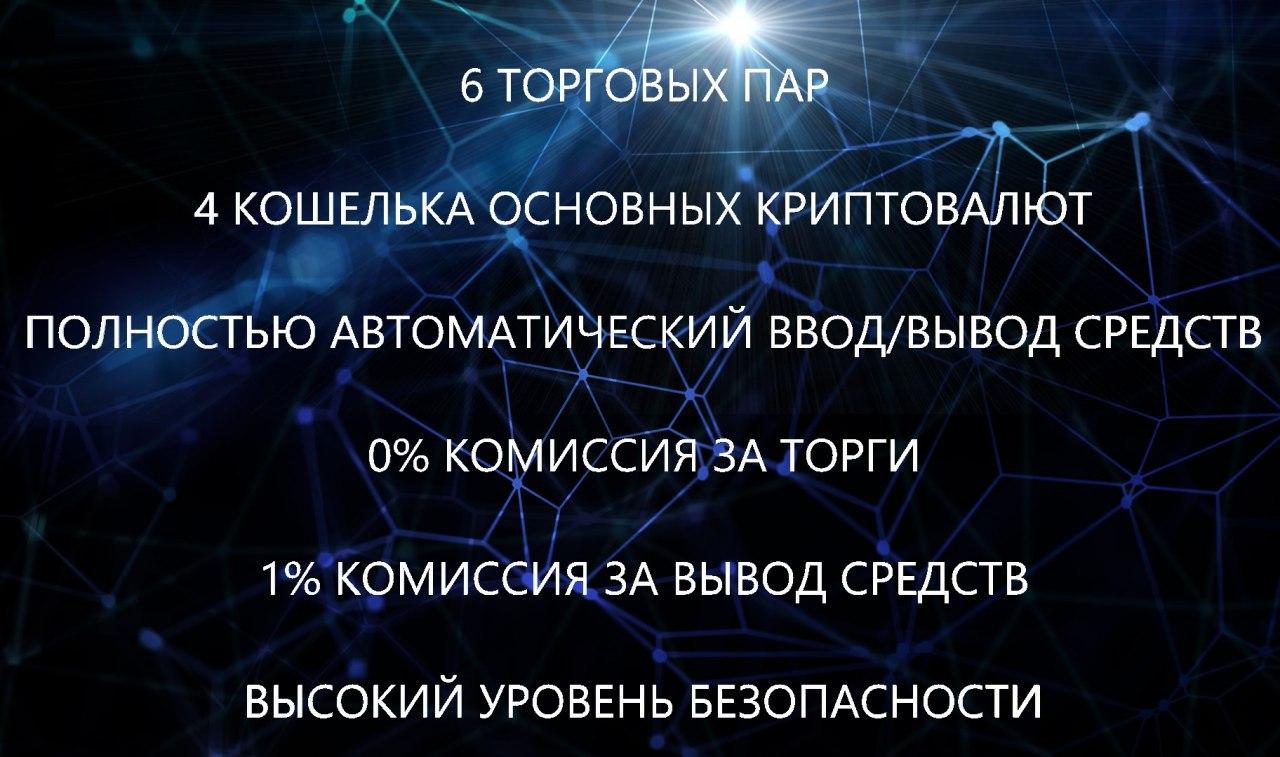 6 ТОРГОВЫХ ПАР
4 КОШЕЛЬКА ОСНОВНЫХ КРИПТОВАЛЮТ
ПОЛНОСТЬЮ АВТОМАТИЧЕСКИЙ ВВОД/ВЫВОД СРЕДСТВ
0% КОМИССИЯ ЗА ТОРГИ
1% КОМИССИЯ ЗА ВЫВОД СРЕДСТВ
ВЫСОКИЙ УРОВЕНЬ БЕЗОПАСНОСТИ